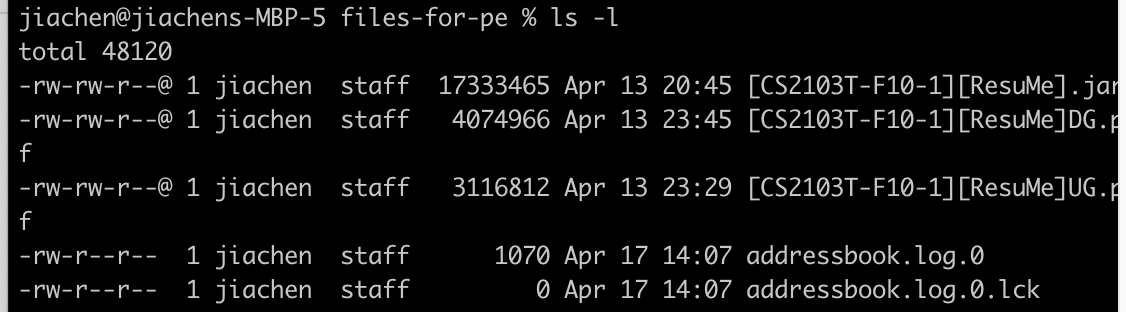 jiachen@jiachens-MBP-5 files-for-pe % ls -l
total 48120
-rw-rw-r--@ 1 jiachen  staff  17333465 Apr 13 20:45 [CS2103T-F10-1][ResuMe].jar
-rw-rw-r--@ 1 jiachen  staff   4074966 Apr 13 23:45 [CS2103T-F10-1][ResuMe]DG.p
f
-rw-rw-r--@ 1 jiachen  staff   3116812 Apr 13 23:29 [CS2103T-F10-1][ResuMe]UG.p
f
-rw-r--r--  1 jiachen  staff      1070 Apr 17 14:07 addressbook.log.0
-rw-r--r--  1 jiachen  staff         0 Apr 17 14:07 addressbook.log.0.lck